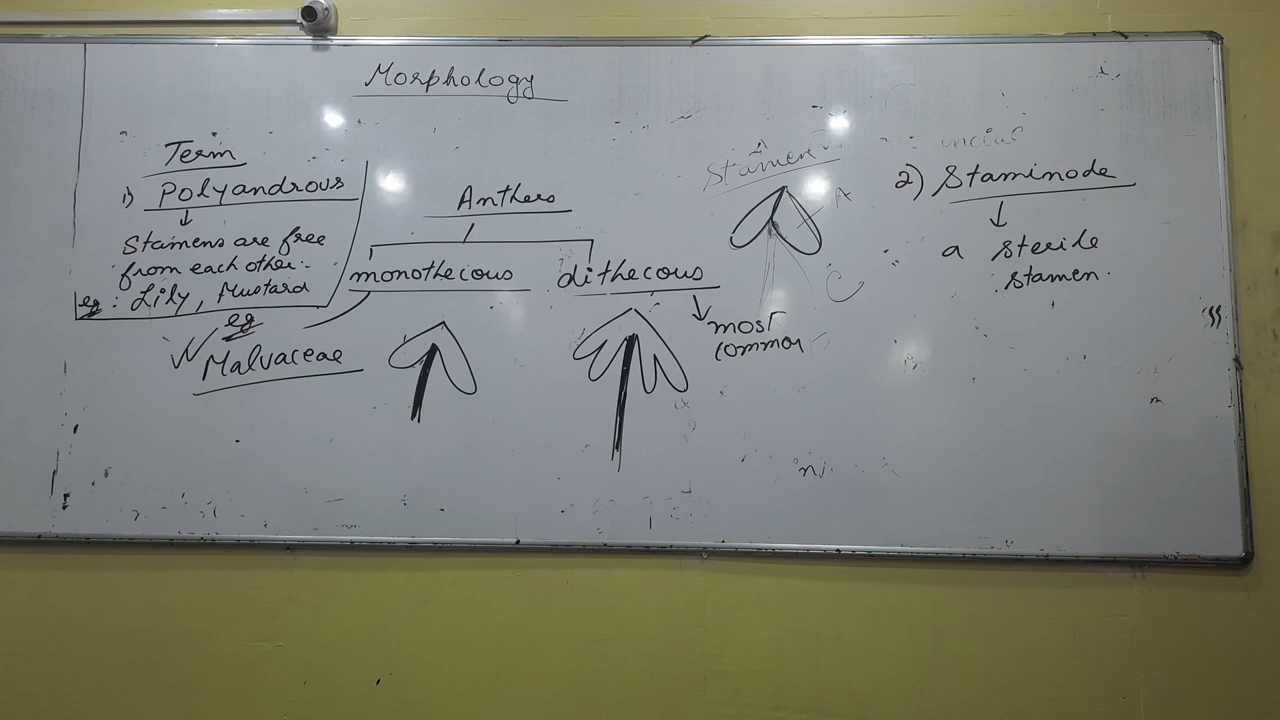 Morphology
Term
1) Polyandrous
↓
Stamens are free
from each other:-
eg: Lily, Mustard
Anthers
monothecous
dithecous
eg
Malvaceae
↓ most
common
Stamen
A
C
2) Staminode
↓
a sterile
stamen.